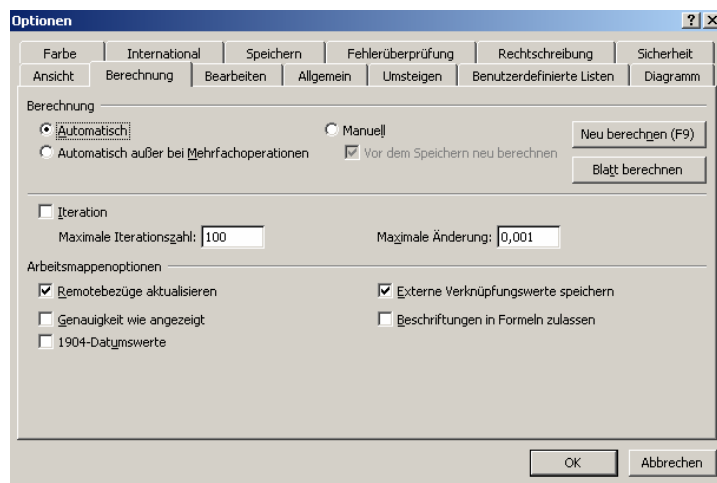 Optionen
Farbe International Speichern Fehlerüberprüfung Rechtschreibung Sicherheit
Ansicht Berechnung Bearbeiten Allgemein Umsteigen Benutzerdefinierte Listen Diagramm
Berechnung
Automatisch Manuell Neu berechnen (F9)
Automatisch außer bei Mehrfachoperationen Vor dem Speichern neu berechnen
Blatt berechnen
Iteration
Maximale Iterationszahl: 100 Maximale Änderung: 0,001
Arbeitsmappenoptionen
Remotebezüge aktualisieren Externe Verknüpfungswerte speichern
Genauigkeit wie angezeigt Beschriftungen in Formeln zulassen
1904-Datumswerte
OK Abbrechen